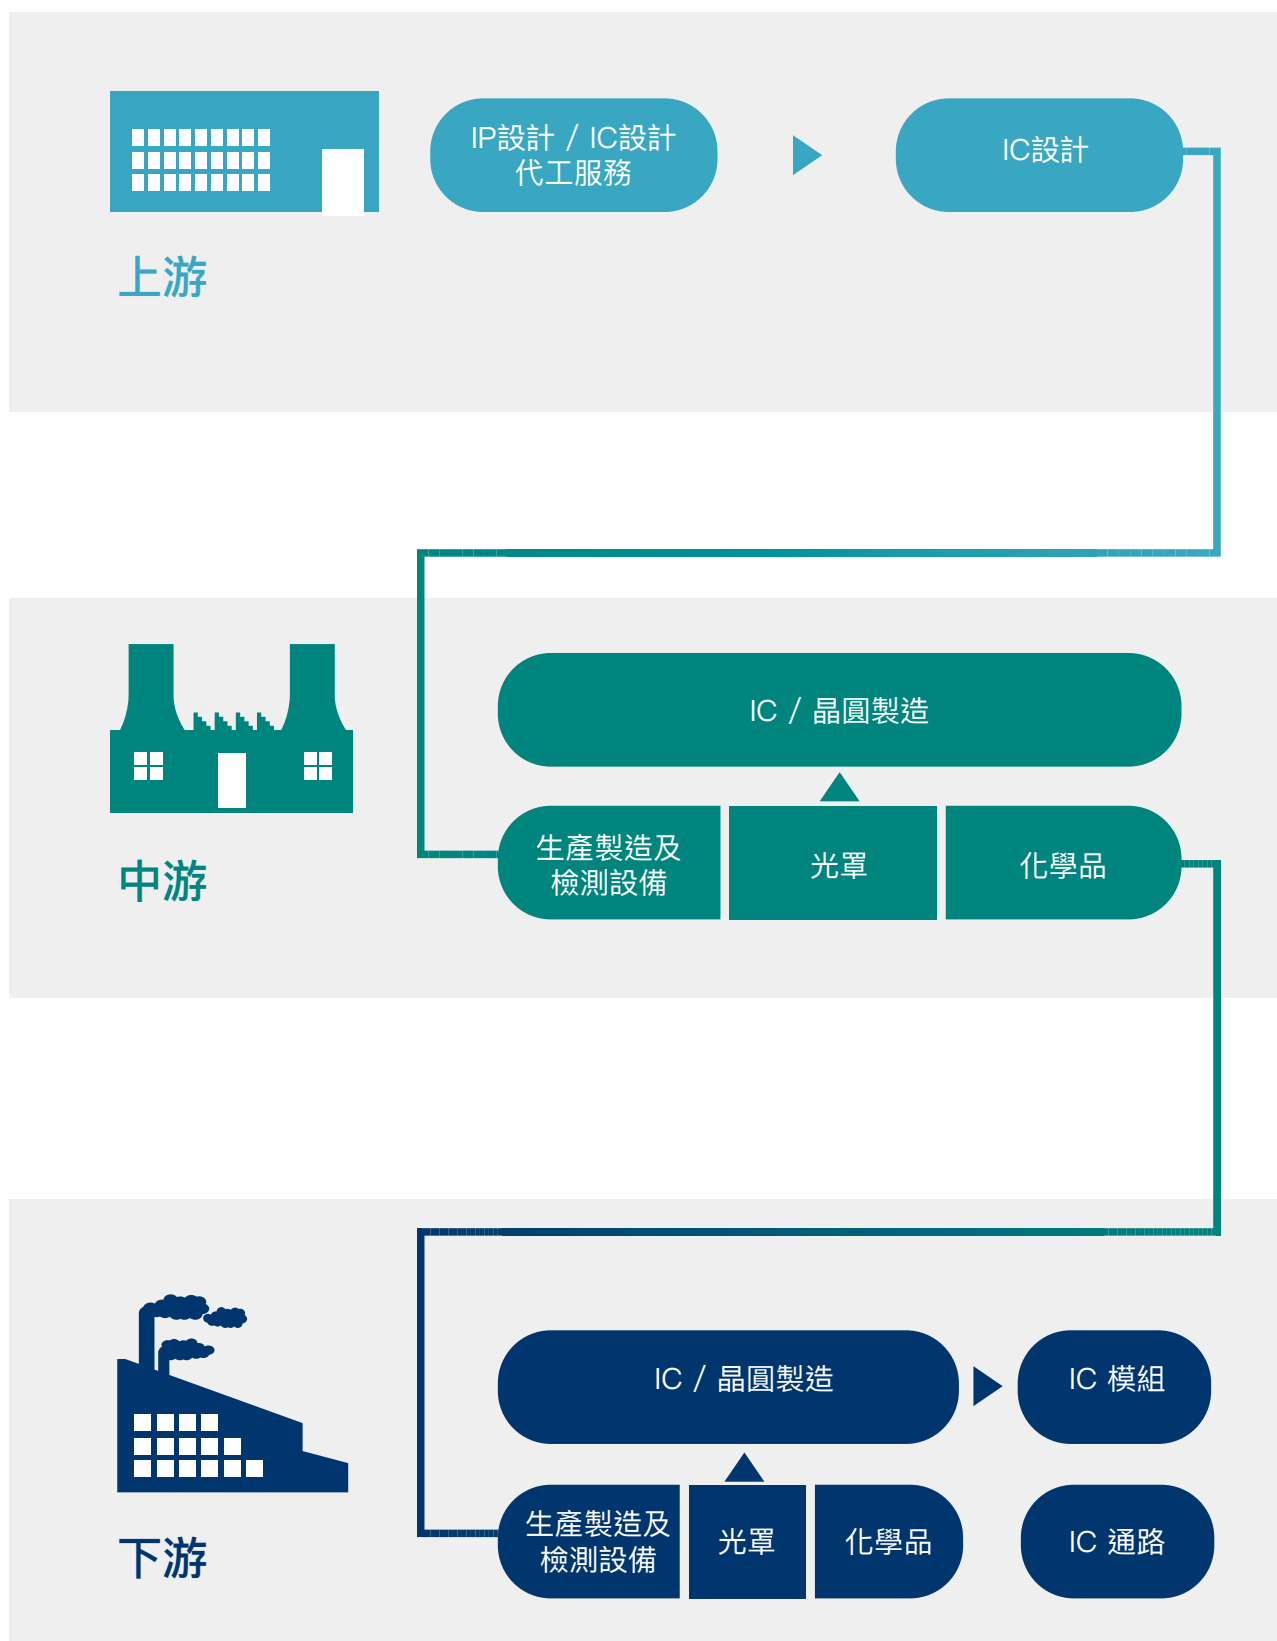 IP設計 / IC設計
代工服務
IC設計
上游
IC / 晶圓製造
生產製造及
檢測設備
光罩
化學品
中游
IC / 晶圓製造
IC 模組
生產製造及
檢測設備
光罩
化學品
IC 通路
下游